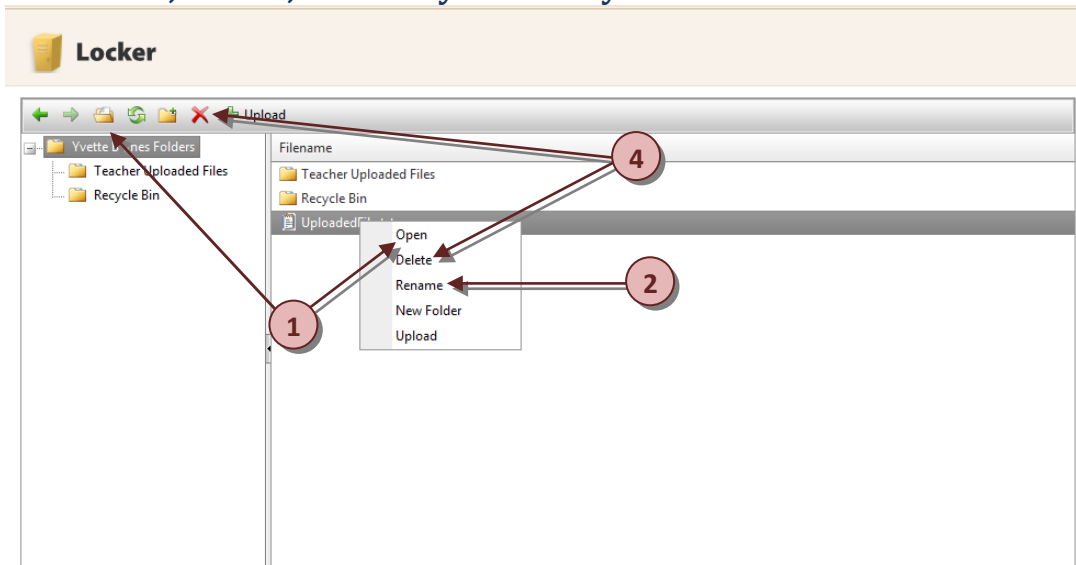 Locker
Upload
Yvette nes Folders
Teacher Uploaded Files
Recycle Bin
Filename
Teacher Uploaded Files
Recycle Bin
Open
Delete
Rename
New Folder
Upload
1
2
4